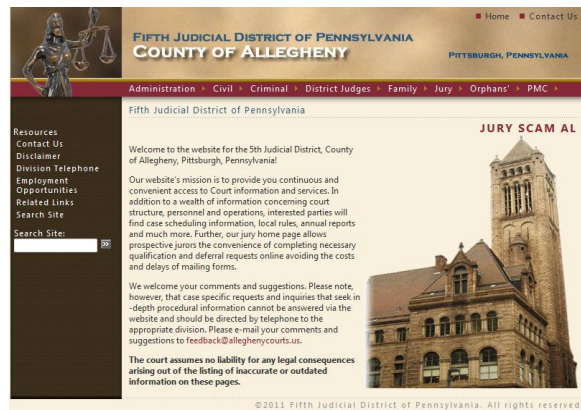 Home Contact Us
FIFTH JUDICIAL DISTRICT OF PENNSYLVANIA
COUNTY OF ALLEGHENY
PITTSBURGH, PENNSYLVANIA
Administration Civil Criminal District Judges Family Jury Orphans' PMC
Fifth Judicial District of Pennsylvania
JURY SCAM AL
Resources
Contact Us
Disclaimer
Division Telephone
Employment
Opportunities
Related Links
Search Site
Search Site:
Welcome to the website for the 5th Judicial District, County
of Allegheny, Pittsburgh, Pennsylvania!
Our website's mission is to provide you continuous and
convenient access to Court information and services. In
addition to a wealth of information concerning court
structure, personnel and operations, interested parties will
find case scheduling information, local rules, annual reports
and much more. Further, our jury home page allows
prospective jurors the convenience of completing necessary
qualification and deferral requests online avoiding the costs
and delays of mailing forms.
We welcome your comments and suggestions. Please note,
however, that case specific requests and inquiries that seek in
-depth procedural information cannot be answered via the
website and should be directed by telephone to the
appropriate division. Please e-mail your comments and
suggestions to feedback@alleghenycourts.us.
The court assumes no liability for any legal consequences
arising out of the listing of inaccurate or outdated
information on these pages.
©2011 Fifth Judicial District of Pennsylvania. All rights reserved